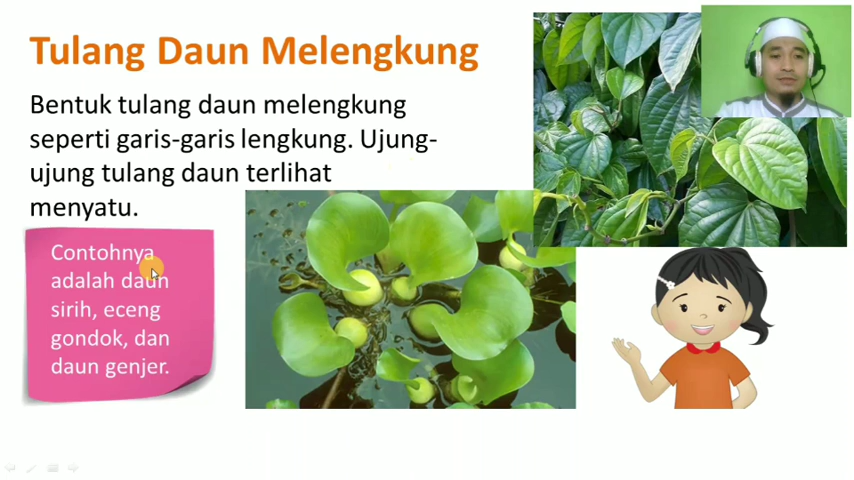 Tulang Daun Melengkung
Bentuk tulang daun melengkung
seperti garis-garis lengkung. Ujung-
ujung tulang daun terlihat
menyatu.
Contohnya
adalah daun
sirih, eceng
gondok, dan
daun genjer.